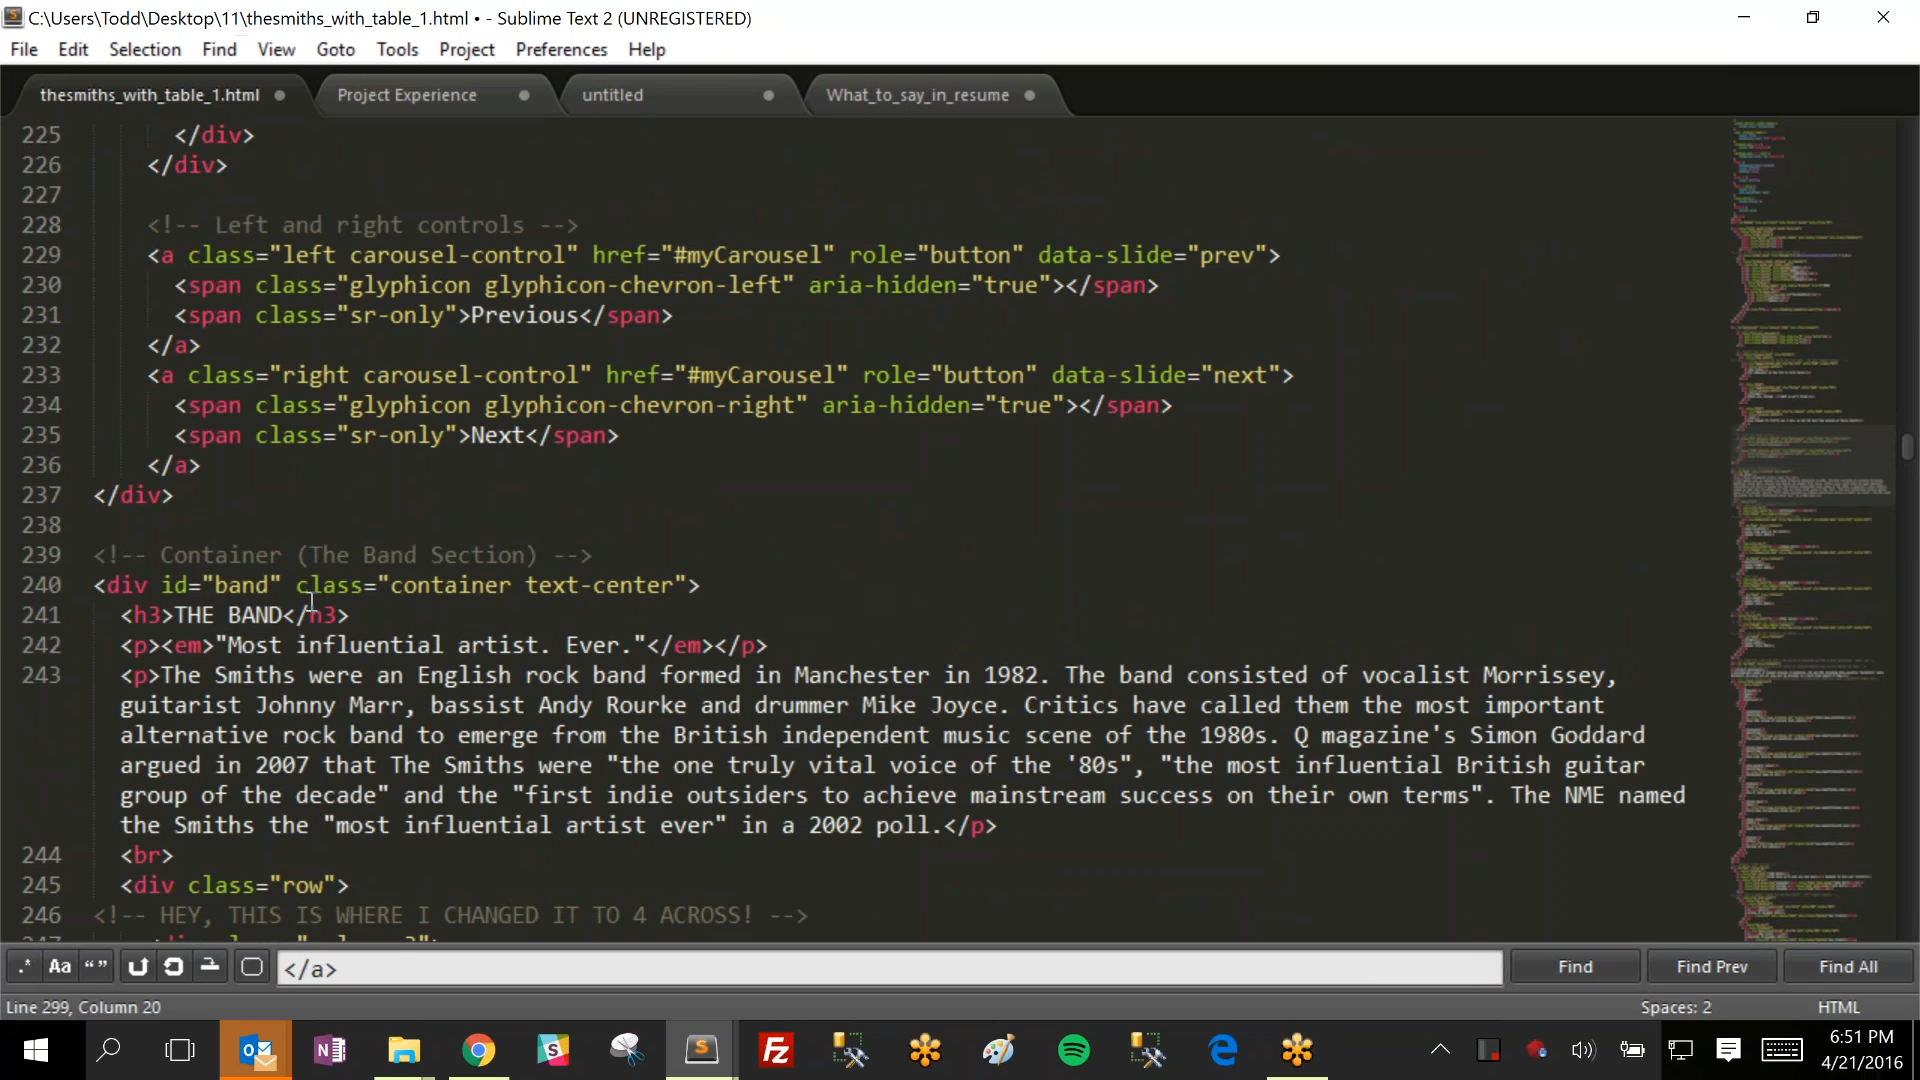 C:\Users\Todd\Desktop\11\thesmiths_with_table_1.html • - Sublime Text 2 (UNREGISTERED)
File Edit Selection Find View Goto Tools Project Preferences Help
thesmiths_with_table_1.html Project Experience untitled What_to_say_in_resume
225 </div>
226 </div>
227
228 <!-- Left and right controls -->
229 <a class="left carousel-control" href="#myCarousel" role="button" data-slide="prev">
230 <span class="glyphicon glyphicon-chevron-left" aria-hidden="true"></span>
231 <span class="sr-only">Previous</span>
232 </a>
233 <a class="right carousel-control" href="#myCarousel" role="button" data-slide="next">
234 <span class="glyphicon glyphicon-chevron-right" aria-hidden="true"></span>
235 <span class="sr-only">Next</span>
236 </a>
237 </div>
238
239 <!-- Container (The Band Section) -->
240 <div id="band" class="container text-center">
241 <h3>THE BAND</h3>
242 <p><em>"Most influential artist. Ever."</em></p>
243 <p>The Smiths were an English rock band formed in Manchester in 1982. The band consisted of vocalist Morrissey,
guitarist Johnny Marr, bassist Andy Rourke and drummer Mike Joyce. Critics have called them the most important
alternative rock band to emerge from the British independent music scene of the 1980s. Q magazine's Simon Goddard
argued in 2007 that The Smiths were "the one truly vital voice of the '80s", "the most influential British guitar
group of the decade" and the "first indie outsiders to achieve mainstream success on their own terms". The NME named
the Smiths the "most influential artist ever" in a 2002 poll.</p>
244 <br>
245 <div class="row">
246 <!-- HEY, THIS IS WHERE I CHANGED IT TO 4 ACROSS! -->
.* Aa “” </a> Find Find Prev Find All
Line 299, Column 20 Spaces: 2 HTML
6:51 PM
4/21/2016